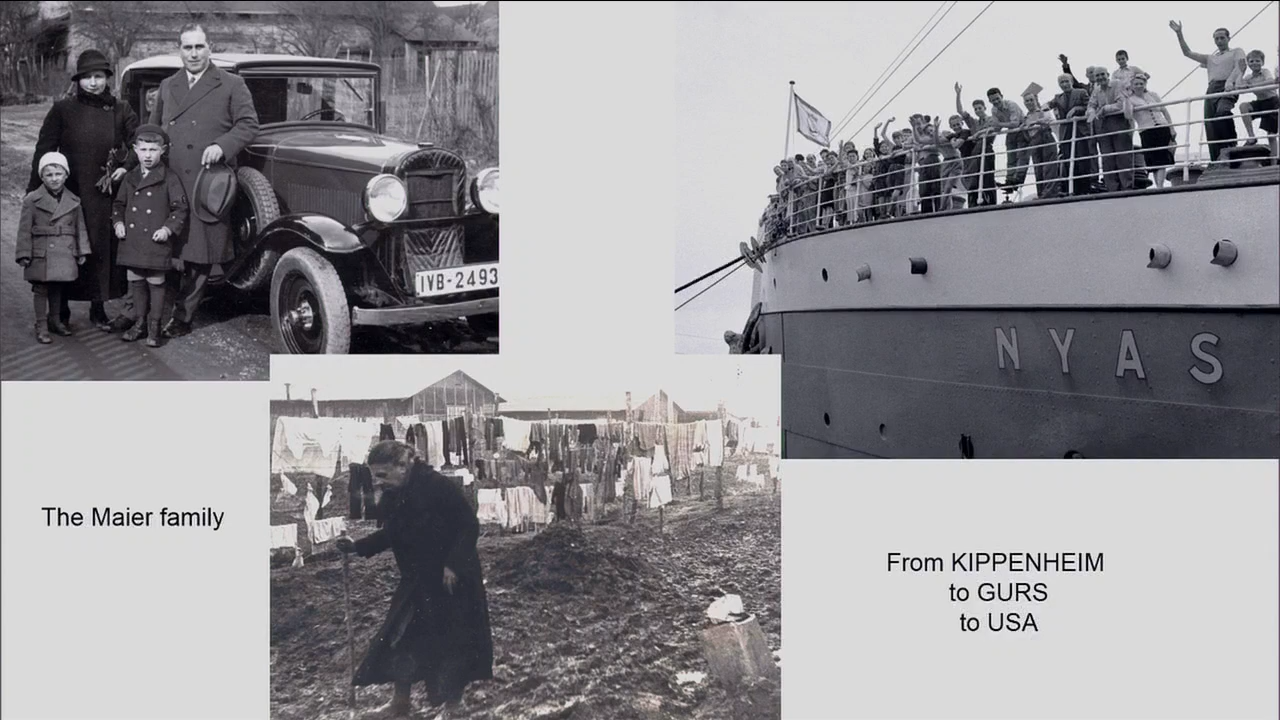 IVB-2493
NYAS
The Maier family
From KIPPENHEIM
to GURS
to USA